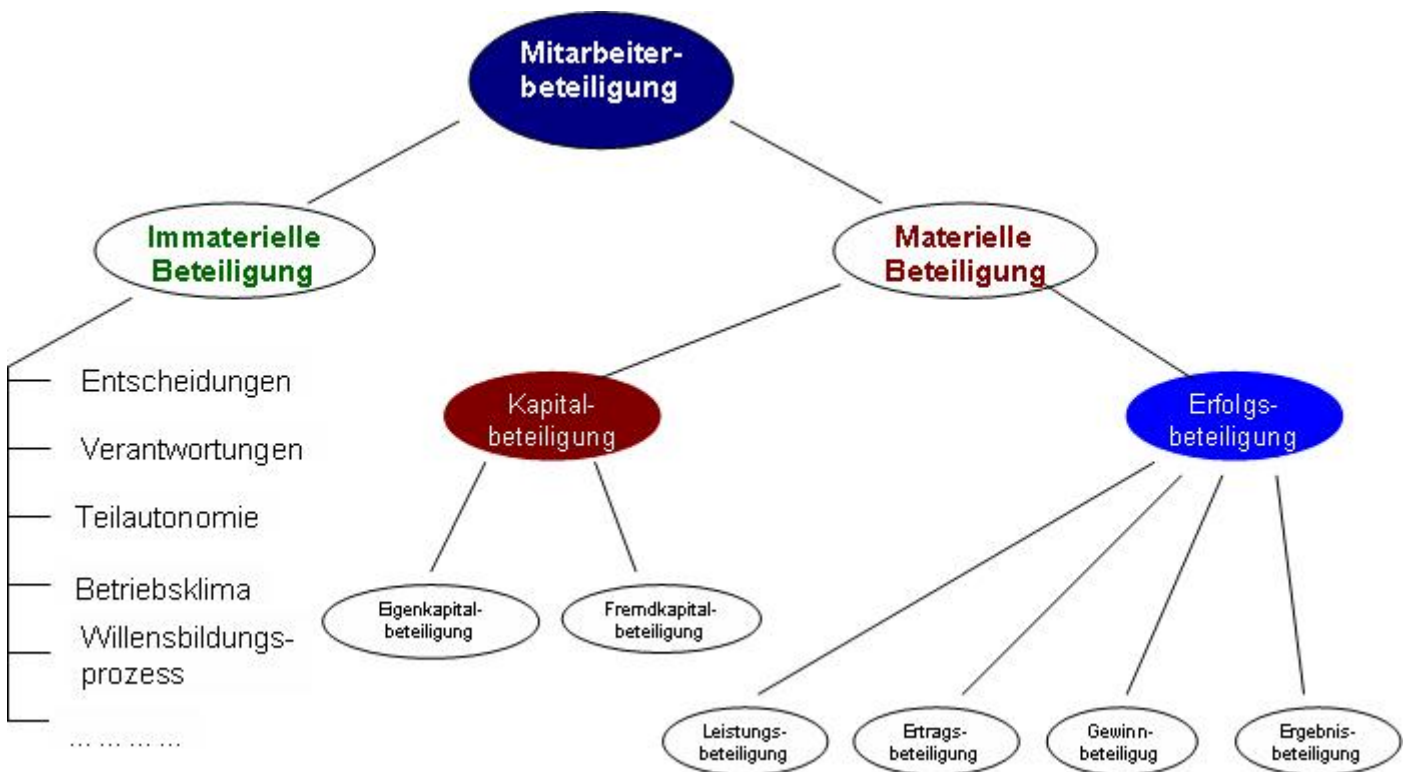 Mitarbeiter-
beteiligung
Immaterielle
Beteiligung
Materielle
Beteiligung
Entscheidungen
Verantwortungen
Teilautonomie
Betriebsklima
Willensbildungs-
prozess
... ... ... ...
Kapital-
beteiligung
Erfolgs-
beteiligung
Eigenkapital-
beteiligung
Fremdkapital-
beteiligung
Leistungs-
beteiligung
Ertrags-
beteiligung
Gewinn-
beteiligug
Ergebnis-
beteiligung